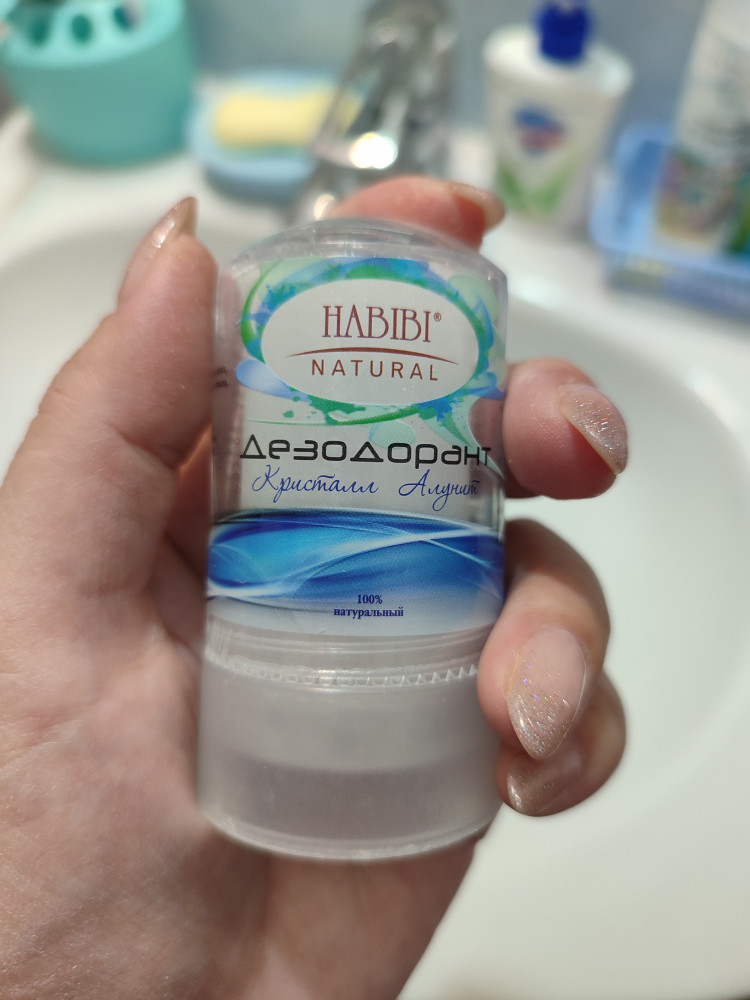 HABIBI®
NATURAL
Дезодорант
Кристалл Алунит
100%
натуральный